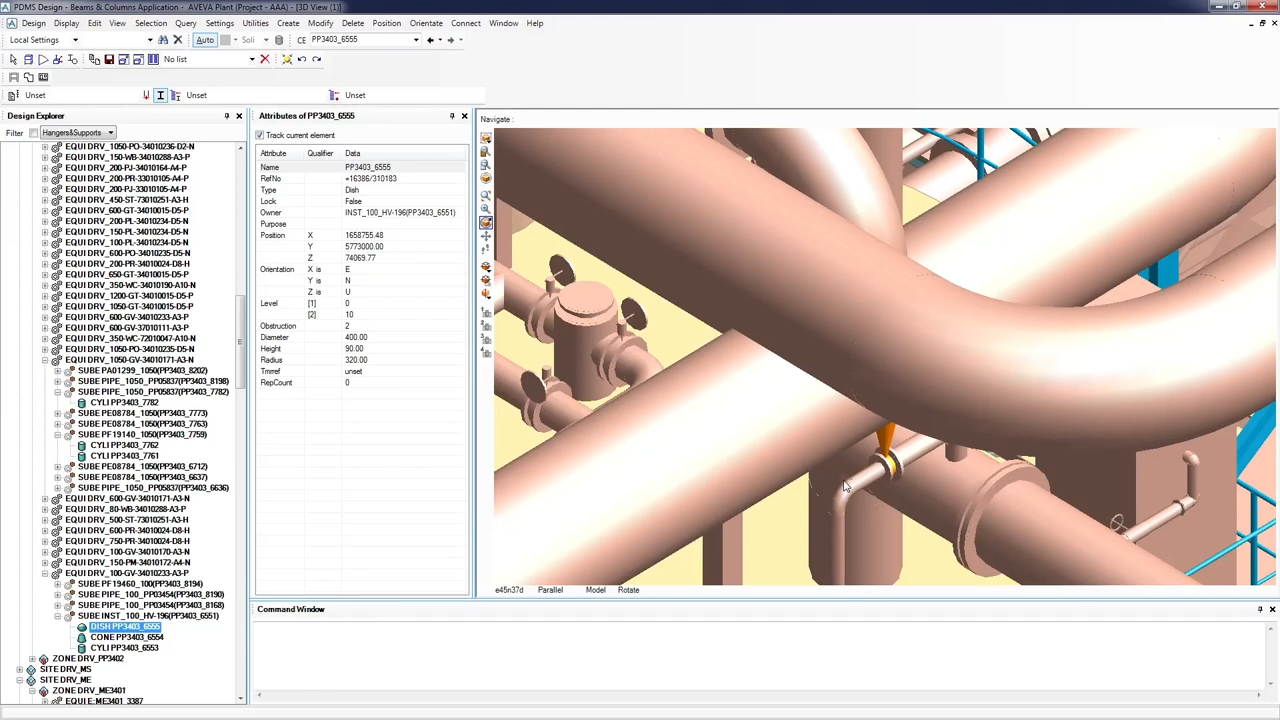 PDMS Design - Beams & Columns Application - AVEVA Plant (Project - AAA) - [3D View (1)]
Design Display Edit View Selection Query Settings Utilities Create Modify Delete Position Orientate Connect Window Help
Local Settings Auto Soli CE PP3403_6555
No list
Unset Unset Unset
Design Explorer
Filter Hangers&Supports
EQUI DRV_1050-PO-34010236-D2-N
EQUI DRV_150-WB-34010288-A3-P
EQUI DRV_200-PJ-34010164-A4-P
EQUI DRV_200-PR-33010105-A4-P
EQUI DRV_200-PJ-33010251-A4-P
EQUI DRV_450-ST-73010251-A3-H
EQUI DRV_600-GT-34010015-D5-P
EQUI DRV_200-PL-34010234-D5-P
EQUI DRV_150-PL-34010234-D5-P
EQUI DRV_100-PL-34010234-D5-P
EQUI DRV_600-PO-34010235-D5-N
EQUI DRV_200-PR-34010024-D8-H
EQUI DRV_650-GT-34010015-D5-P
EQUI DRV_350-WC-34010190-A10-N
EQUI DRV_1200-GT-34010015-D5-P
EQUI DRV_1050-GT-34010015-D5-P
EQUI DRV_600-GV-34010233-A3-P
EQUI DRV_600-GV-37010111-A3-P
EQUI DRV_350-WC-72010047-A10-N
EQUI DRV_1050-PO-34010235-D5-N
EQUI DRV_1050-GV-34010171-A3-N
SUBE PA01299_1050(PP3403_8202)
SUBE PIPE_1050_PP05837(PP3403_8198)
SUBE PIPE_1050_PP05837(PP3403_7782)
CYLI PP3403_7782
SUBE PE08784_1050(PP3403_7773)
SUBE PE08784_1050(PP3403_7763)
SUBE PF19140_1050(PP3403_7759)
CYLI PP3403_7762
CYLI PP3403_7761
SUBE PE08784_1050(PP3403_6712)
SUBE PE08784_1050(PP3403_6637)
SUBE PIPE_1050_PP05837(PP3403_6636)
EQUI DRV_600-GV-34010171-A3-N
EQUI DRV_80-WB-34010288-A3-P
EQUI DRV_500-ST-73010251-A3-H
EQUI DRV_600-PR-34010024-D8-H
EQUI DRV_750-PR-34010024-D8-H
EQUI DRV_100-GV-34010170-A3-N
EQUI DRV_150-PM-34010172-A4-N
EQUI DRV_100-GV-34010233-A3-P
SUBE PF19460_100(PP3403_8194)
SUBE PIPE_100_PP03454(PP3403_8190)
SUBE PIPE_100_PP03454(PP3403_8168)
SUBE INST_100_HV-196(PP3403_6551)
DISH PP3403_6555
CONE PP3403_6554
CYLI PP3403_6553
ZONE DRV_PP3402
SITE DRV_MS
SITE DRV_ME
ZONE DRV_ME3401
EQUI E:ME3401_3387
Attributes of PP3403_6555
Track current element
Attribute Qualifier Data
Name PP3403_6555
RefNo =16386/310183
Type Dish
Lock False
Owner INST_100_HV-196(PP3403_6551)
Purpose
Position X 1658755.48
Y 5773000.00
Z 74069.77
Orientation X is E
Y is N
Z is U
Level [1] 0
[2] 10
Obstruction 2
Diameter 400.00
Height 90.00
Radius 320.00
Tmrref unset
RepCount 0
Navigate :
e45n37d Parallel Model Rotate
Command Window